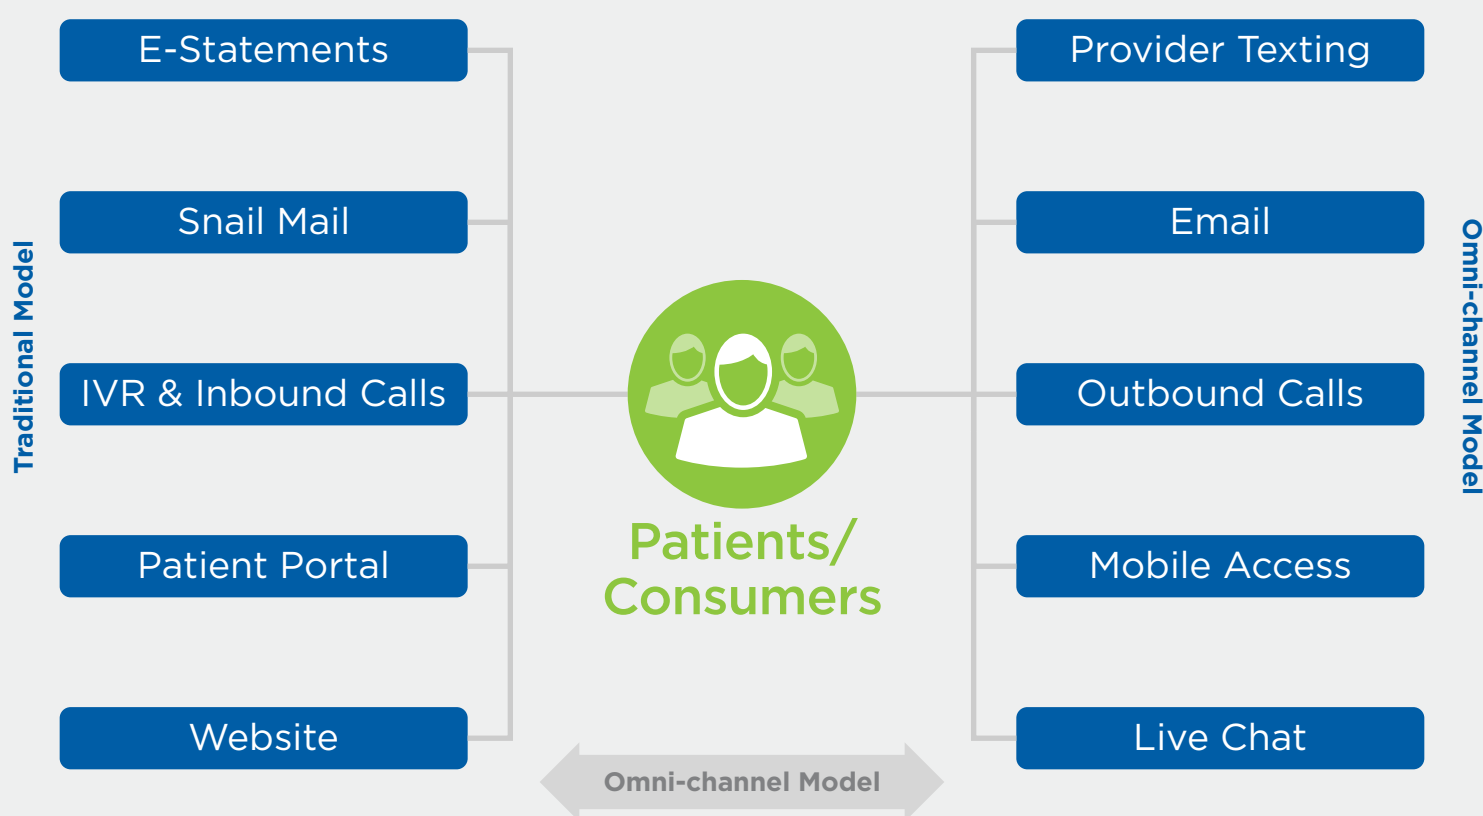 Traditional Model
E-Statements
Snail Mail
IVR & Inbound Calls
Patient Portal
Website
Patients/
Consumers
Omni-channel Model
Provider Texting
Email
Outbound Calls
Mobile Access
Live Chat
Omni-channel Model